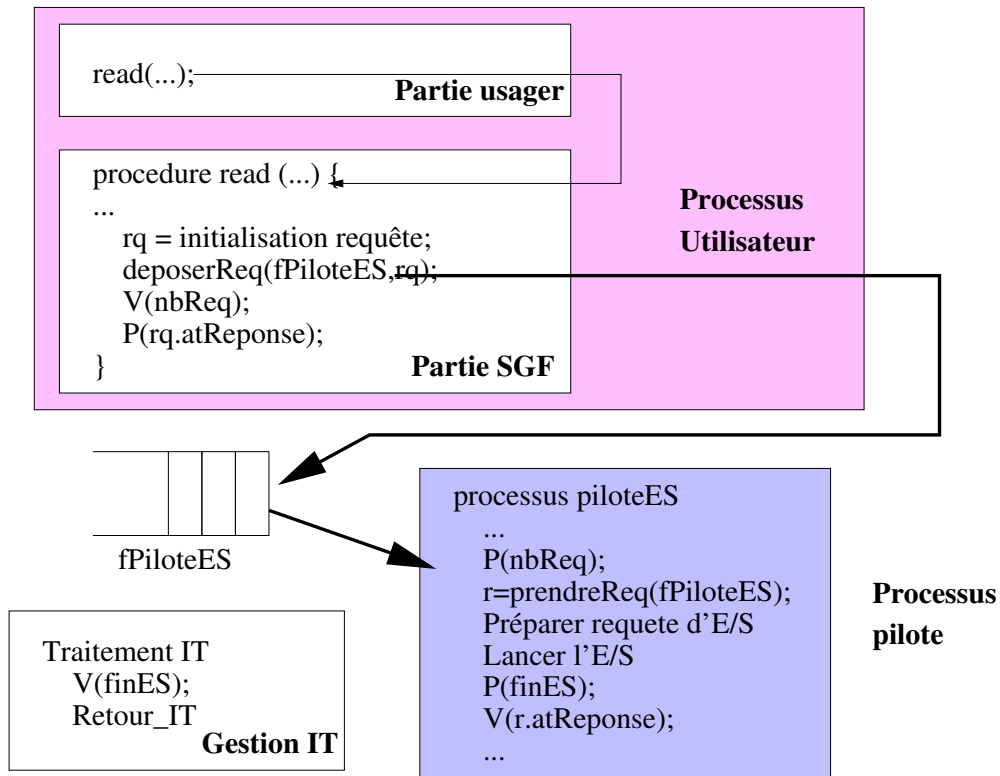 read(...);
Partie usager
procedure read (...) {
...
rq = initialisation requête;
deposerReq(fPiloteES,rq);
V(nbReq);
P(rq.atReponse);
}
Partie SGF
Processus
Utilisateur
fPiloteES
processus piloteES
...
P(nbReq);
r=prendreReq(fPiloteES);
Préparer requete d'E/S
Lancer l'E/S
P(finES);
V(r.atReponse);
...
Processus
pilote
Traitement IT
V(finES);
Retour_IT
Gestion IT